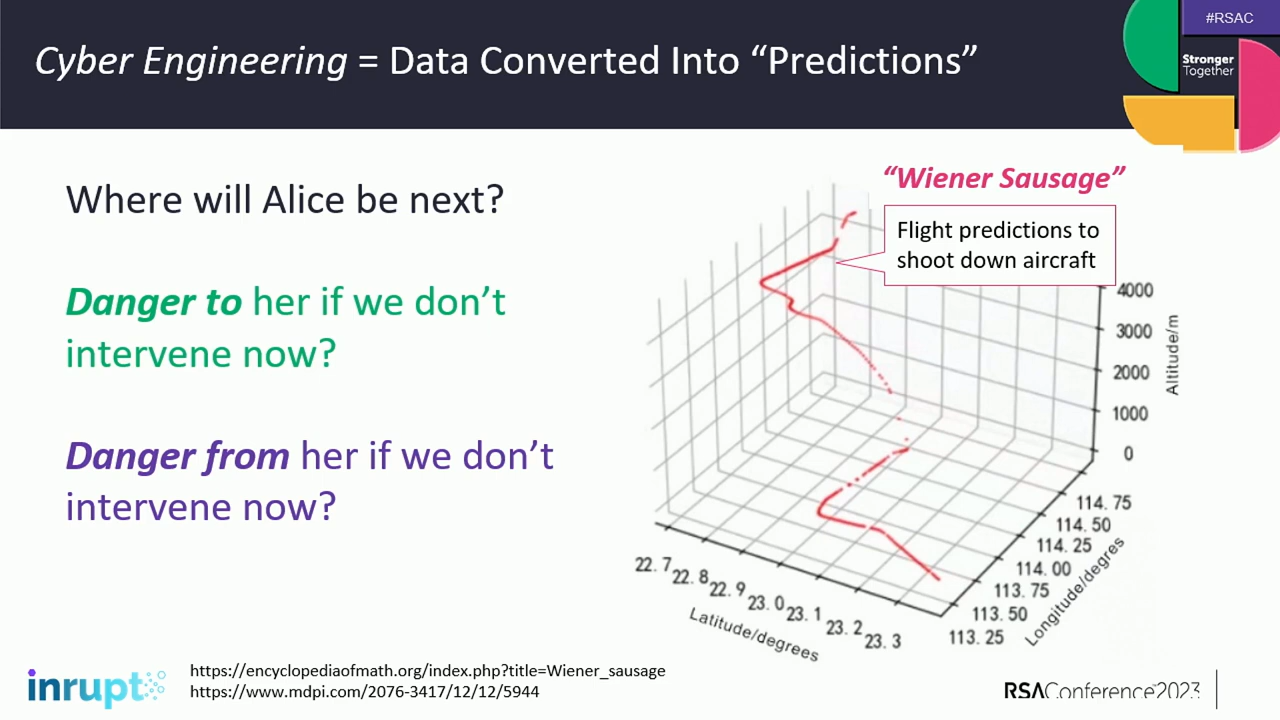 #RSAC
Cyber Engineering = Data Converted Into “Predictions”
Stronger
Together
Where will Alice be next?
Danger to her if we don’t
intervene now?
Danger from her if we don’t
intervene now?
“Wiener Sausage”
Flight predictions to
shoot down aircraft
4000
3000
2000
1000
0
Altitude/m
114.75
114.50
114.25
114.00
113.75
113.50
113.25
Longitude/degres
22.7
22.8
22.9
23.0
23.1
23.2
23.3
Latitude/degrees
inrupt
https://encyclopediaofmath.org/index.php?title=Wiener_sausage
https://www.mdpi.com/2076-3417/12/12/5944
RSAConference™2023